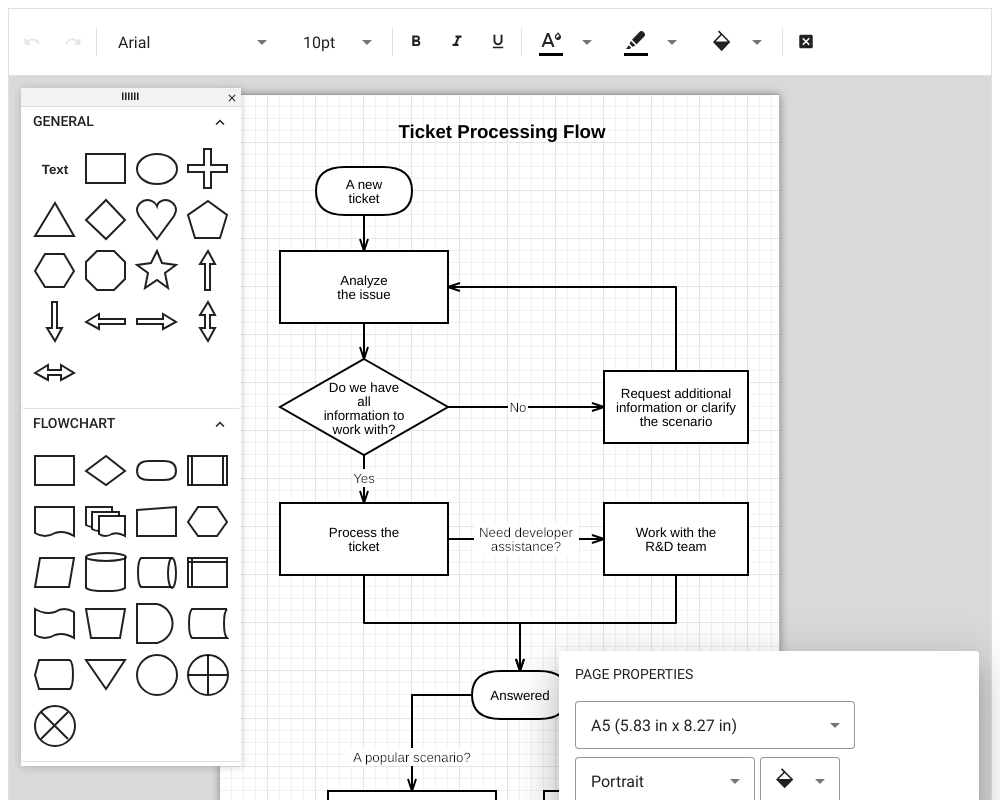 Arial
10pt
B
I
U
A
GENERAL
Text
FLOWCHART
Ticket Processing Flow
A new
ticket
Analyze
the issue
Do we have
all
information to
work with?
No
Request additional
information or clarify
the scenario
Yes
Process the
ticket
Need developer
assistance?
Work with the
R&D team
Answered
A popular scenario?
PAGE PROPERTIES
A5 (5.83 in x 8.27 in)
Portrait